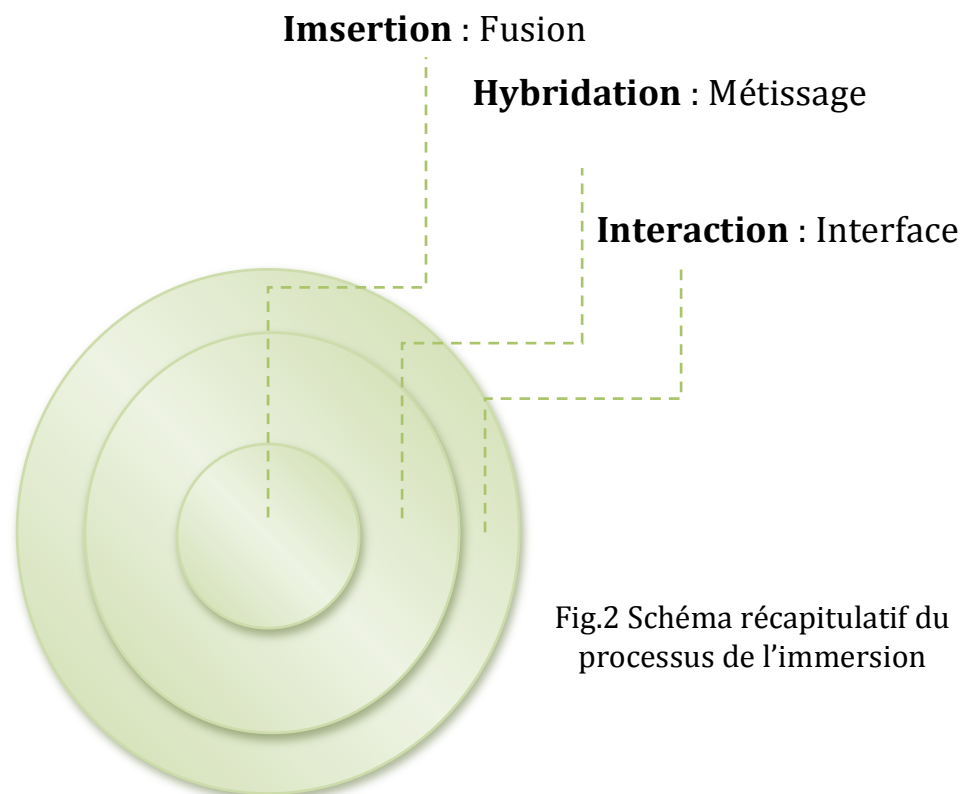 Imsertion : Fusion
Hybridation : Métissage
Interaction : Interface
Fig.2 Schéma récapitulatif du
processus de l’immersion